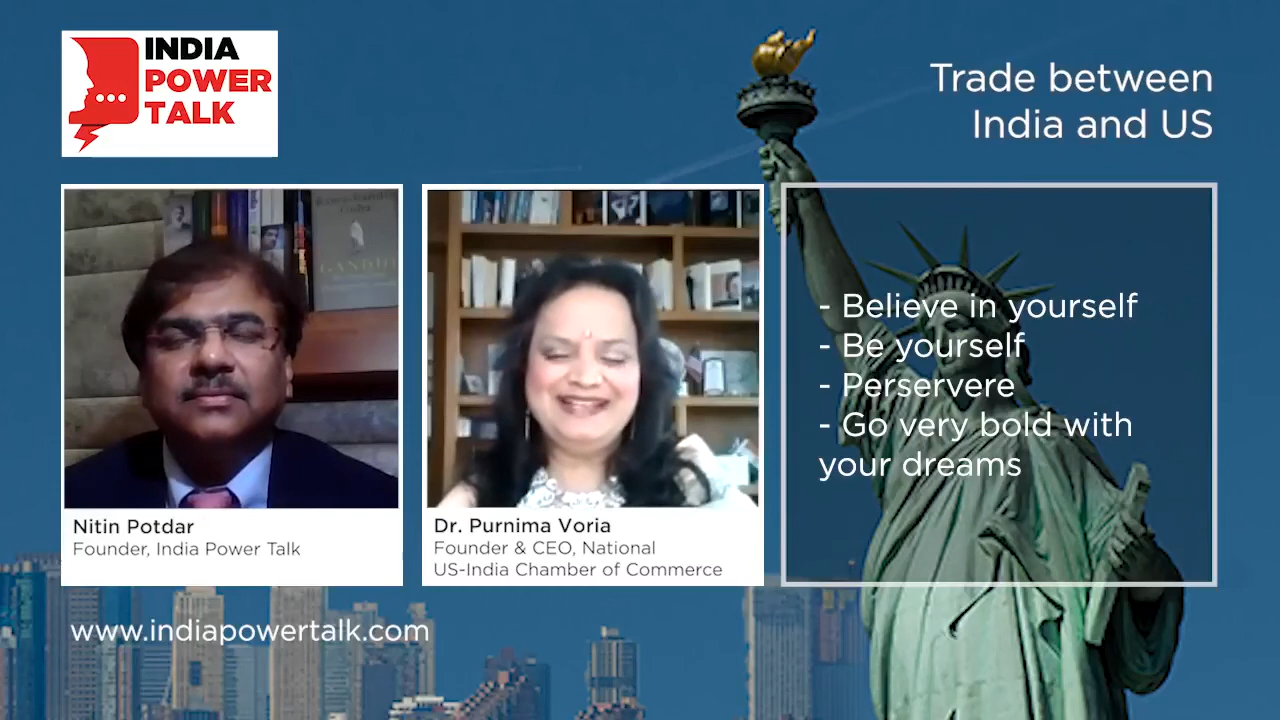 INDIA
POWER
TALK
Trade between
India and US
- Believe in yourself
- Be yourself
- Perservere
- Go very bold with
your dreams
GANDHI
Nitin Potdar
Founder, India Power Talk
Dr. Purnima Voria
Founder & CEO, National
US-India Chamber of Commerce
www.indiapowertalk.com